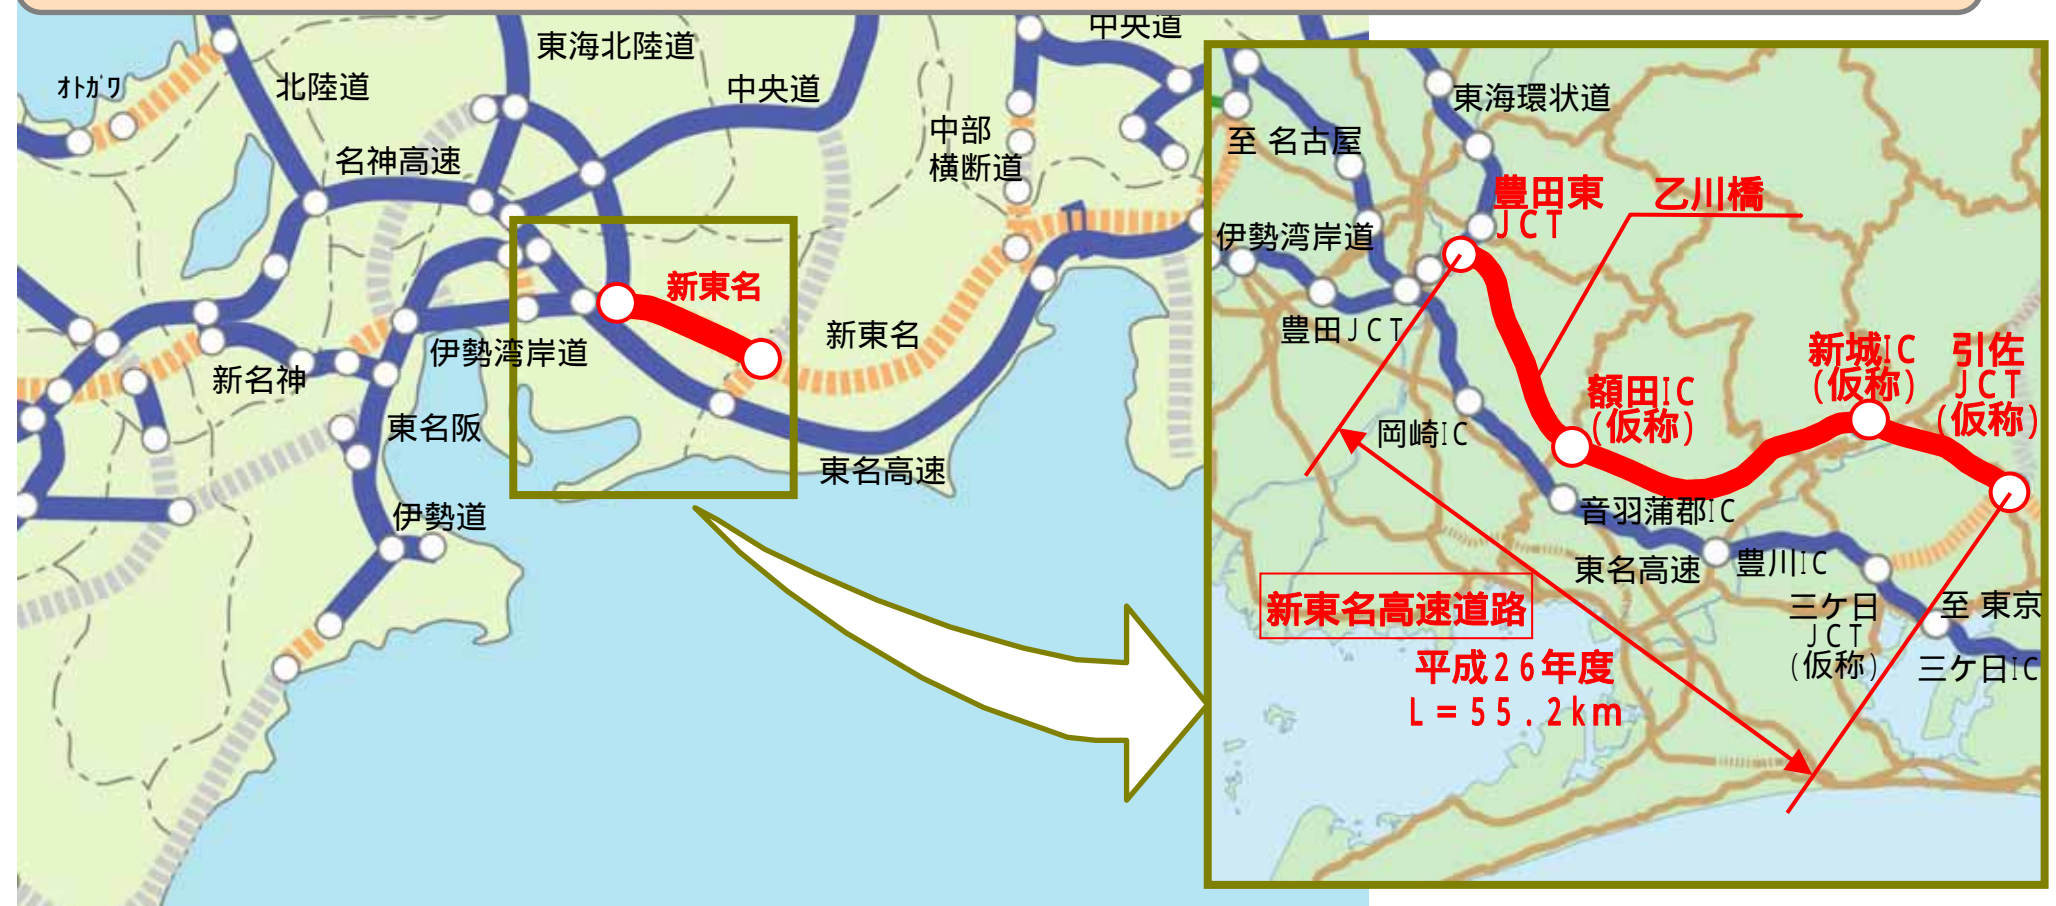 ｵﾄｶﾞﾜ
北陸道
東海北陸道
中央道
中央道
名神高速
中部
横断道
新東名
新東名
伊勢湾岸道
新名神
東名阪
東名高速
伊勢道
東海環状道
至 名古屋
豊田東
JCT
乙川橋
伊勢湾岸道
豊田JCT
新城IC
(仮称)
引佐
JCT
(仮称)
額田IC
(仮称)
岡崎IC
音羽蒲郡IC
東名高速
豊川IC
三ケ日
JCT
(仮称)
至 東京
三ケ日IC
新東名高速道路
平成26年度
L=55.2km